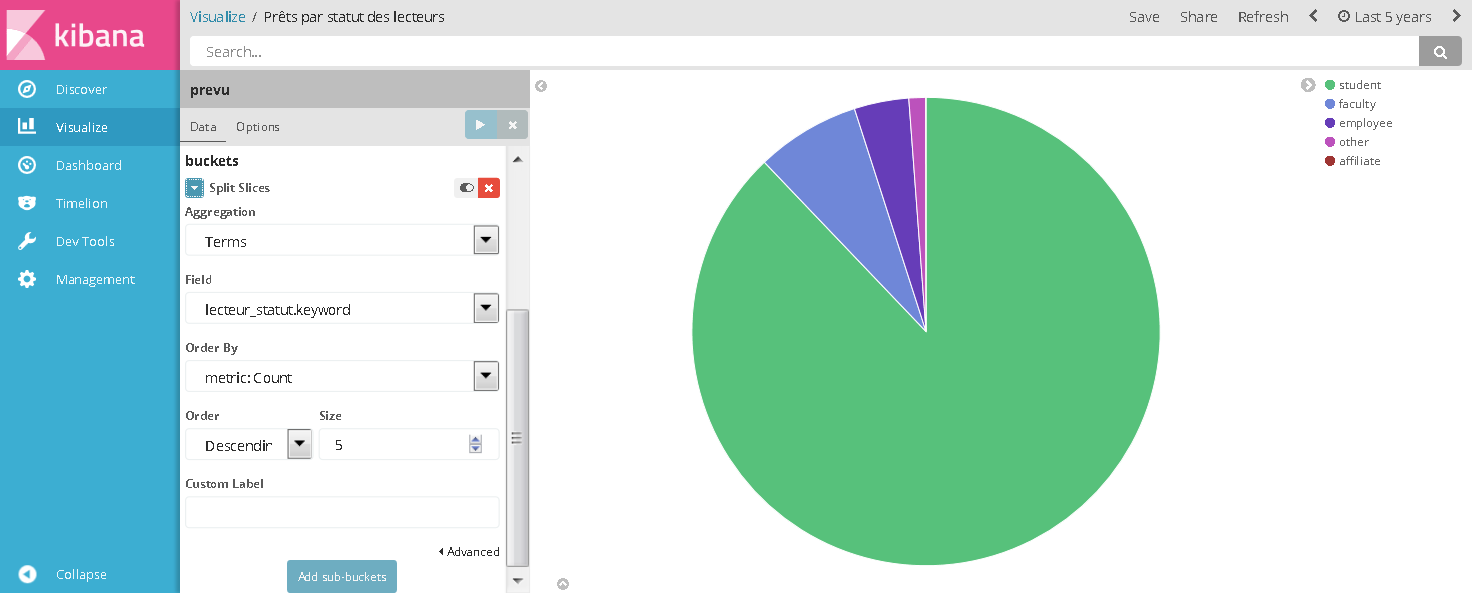 kibana
Discover
Visualize
Dashboard
Timelion
Dev Tools
Management
Collapse
Visualize / Prêts par statut des lecteurs
Save Share Refresh Last 5 years
Search...
prevu
Data Options
buckets
Split Slices
Aggregation
Terms
Field
lecteur_statut.keyword
Order By
metric: Count
Order Size
Descendir 5
Custom Label
Advanced
Add sub-buckets
student
faculty
employee
other
affiliate